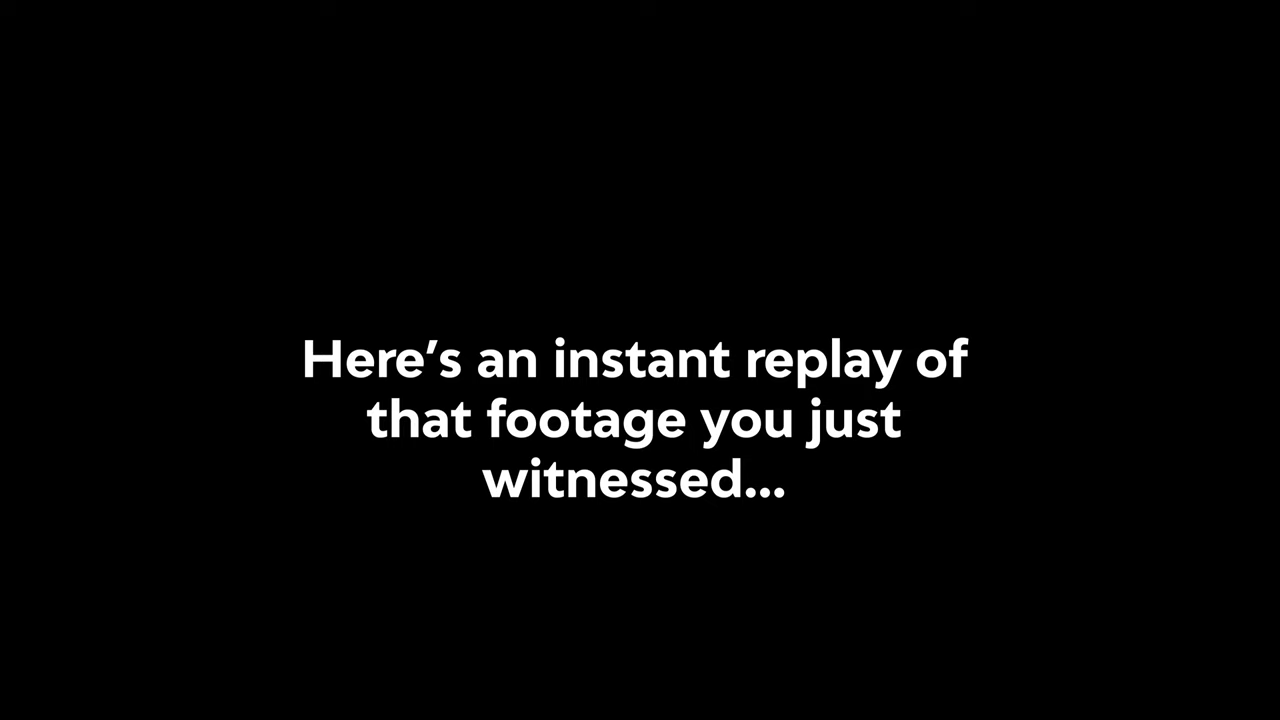 Here’s an instant replay of
that footage you just
witnessed...